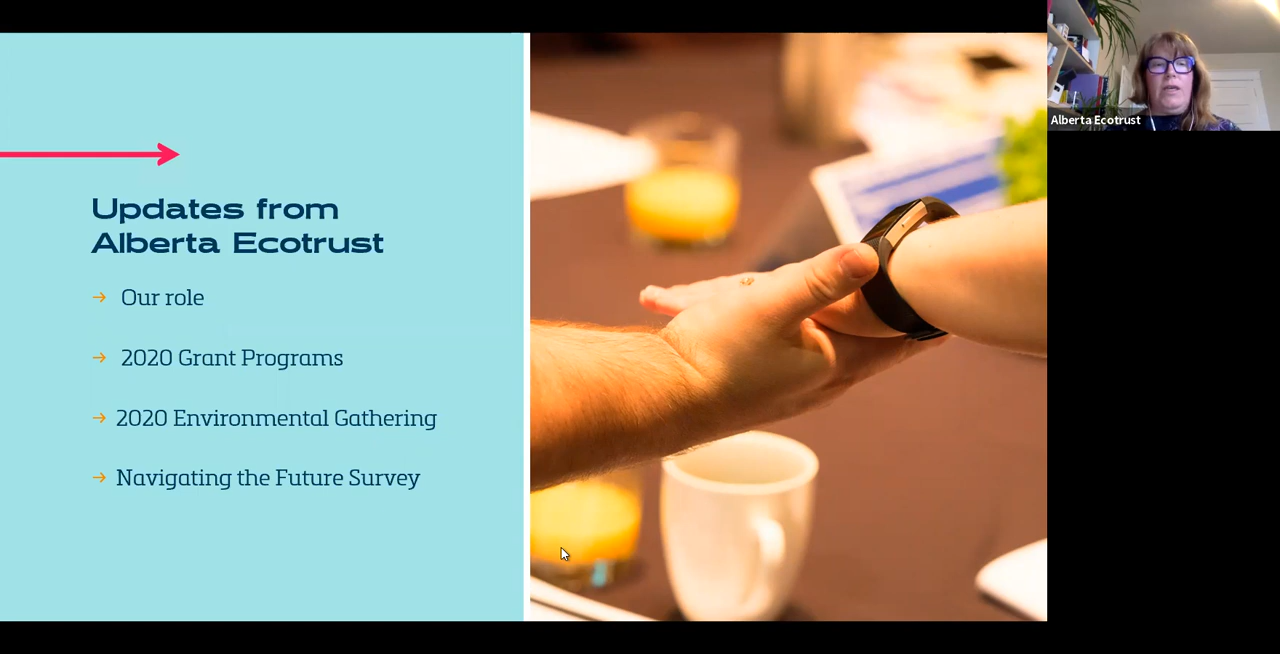 Updates from
Alberta Ecotrust
→ Our role
→ 2020 Grant Programs
→ 2020 Environmental Gathering
→ Navigating the Future Survey
Alberta Ecotrust